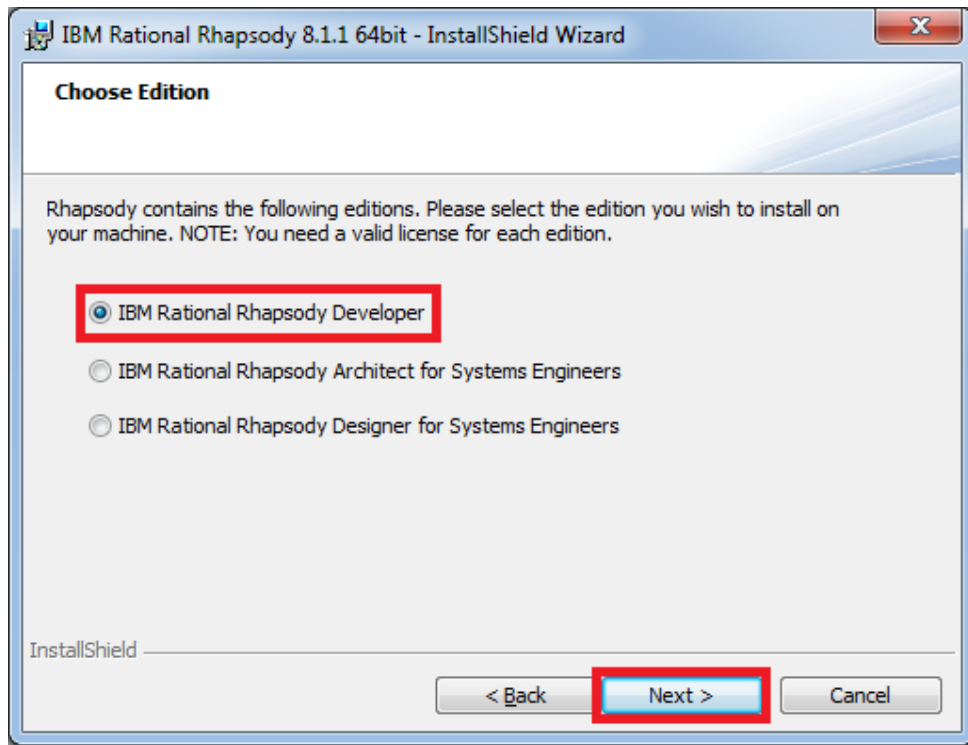 IBM Rational Rhapsody 8.1.1 64bit - InstallShield Wizard
Choose Edition
Rhapsody contains the following editions. Please select the edition you wish to install on
your machine. NOTE: You need a valid license for each edition.
IBM Rational Rhapsody Developer
IBM Rational Rhapsody Architect for Systems Engineers
IBM Rational Rhapsody Designer for Systems Engineers
InstallShield
< Back Next > Cancel